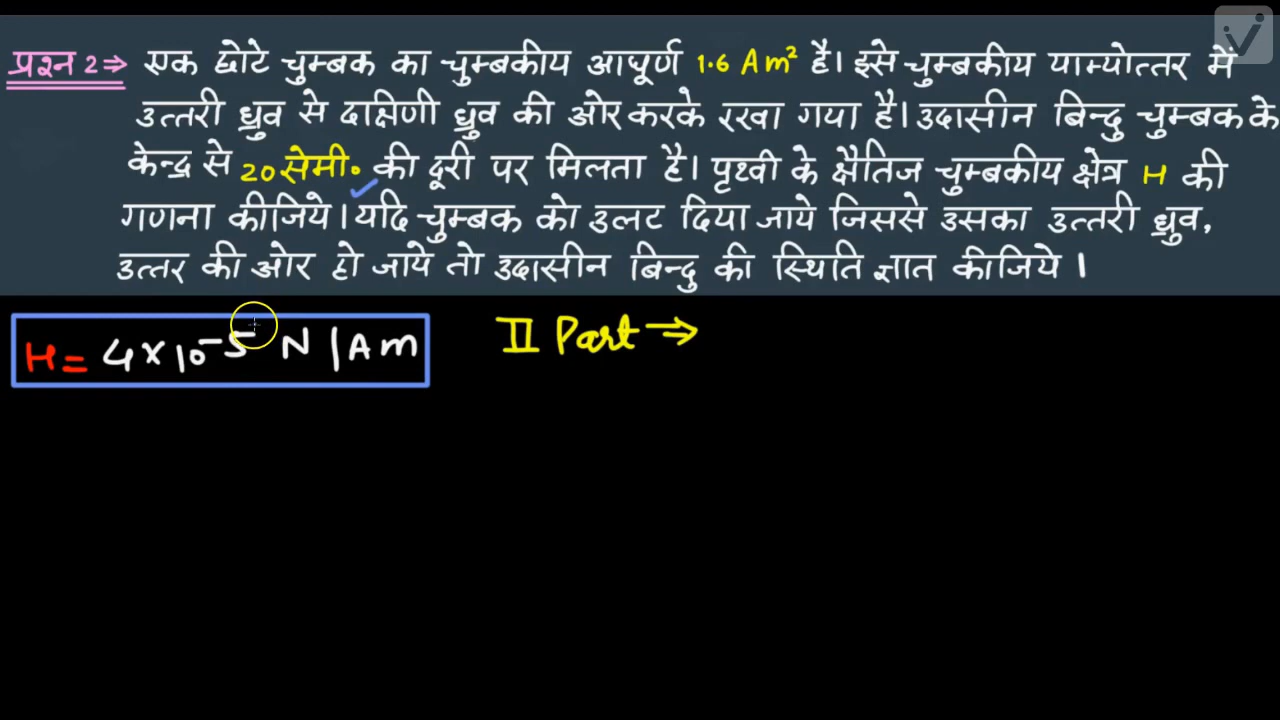 प्रश्न 2⇒ एक छोटे चुम्बक का चुम्बकीय आघूर्ण 1.6 Am² है। इसे चुम्बकीय याम्योत्तर में
उत्तरी ध्रुव से दक्षिणी ध्रुव की ओर करके रखा गया है। उदासीन बिन्दु चुम्बक के
केन्द्र से 20 सेमी० की दूरी पर मिलता है। पृथ्वी के क्षैतिज चुम्बकीय क्षेत्र H की
गणना कीजिये। यदि चुम्बक को उलट दिया जाये जिससे उसका उत्तरी ध्रुव,
उत्तर की ओर हो जाये तो उदासीन बिन्दु की स्थिति ज्ञात कीजिये।
H = 4×10⁻⁵ N/Am II Part →